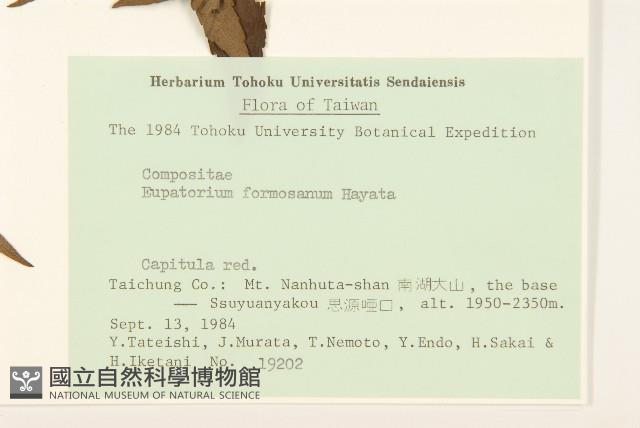 Herbarium Tohoku Universitatis Sendaiensis
Flora of Taiwan
The 1984 Tohoku University Botanical Expedition
Compositae
Eupatorium formosanum Hayata
Capitula red.
Taichung Co.: Mt. Nanhuta-shan 南湖大山, the base
— Ssuyuanyakou 思源啞口, alt. 1950-2350m.
Sept. 13, 1984
Y.Tateishi, J.Murata, T.Nemoto, Y.Endo, H.Sakai &
H.Iketani No. 19202
國立自然科學博物館
NATIONAL MUSEUM OF NATURAL SCIENCE